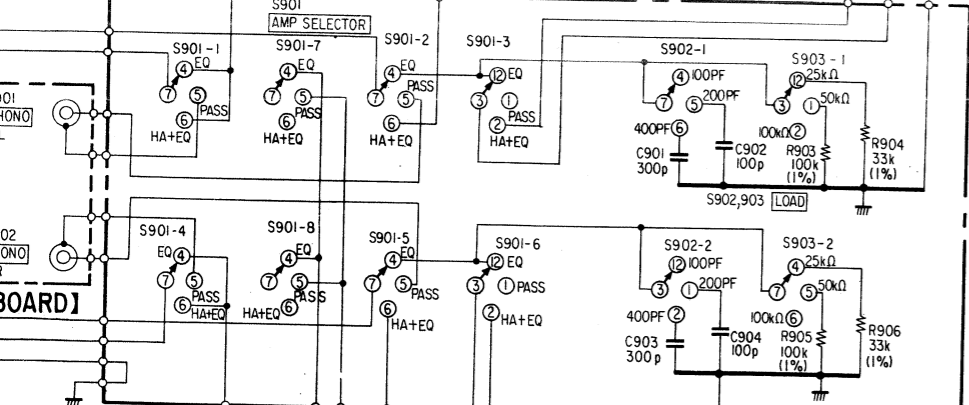 S901
AMP SELECTOR
S901-1
S901-7
S901-2
S901-3
S902-1
S903-1
④ EQ
④
④ EQ
⑫ EQ
④ 100PF
⑫ 25kΩ
⑦
⑤ PASS
⑦
⑤ PASS
⑦
⑤ PASS
③
① PASS
⑦
⑤ 200PF
③
① 50kΩ
⑥ HA+EQ
⑥ HA+EQ
⑥ HA+EQ
② HA+EQ
400PF ⑥
100kΩ ②
01
HONO
C901
300p
C902
100p
R903
100k
(1%)
R904
33k
(1%)
S902,903 LOAD
S901-4
S901-8
S901-5
S901-6
S902-2
S903-2
02
ONO
R
EQ ④
④ EQ
④ EQ
⑫ EQ
⑫ 100PF
④ 25kΩ
⑦
⑤ PASS
⑦
⑤ PASS
⑦
⑤ PASS
③
① PASS
③
① 200PF
⑦
⑤ 50kΩ
⑥ HA+EQ
HA+EQ ⑥
⑥ HA+EQ
② HA+EQ
400PF ②
100kΩ ⑥
BOARD】
C903
300p
C904
100p
R905
100k
(1%)
R906
33k
(1%)